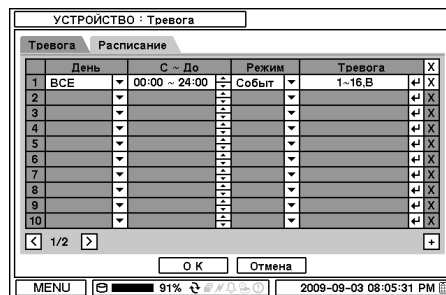 УСТРОЙСТВО : Тревога
Тревога Расписание
День С ~ До Режим Тревога X
1 ВСЕ 00:00 ~ 24:00 Событ 1~16,В X
2 X
3 X
4 X
5 X
6 X
7 X
8 X
9 X
10 X
< 1/2 > +
О К Отмена
MENU 91% 2009-09-03 08:05:31 PM